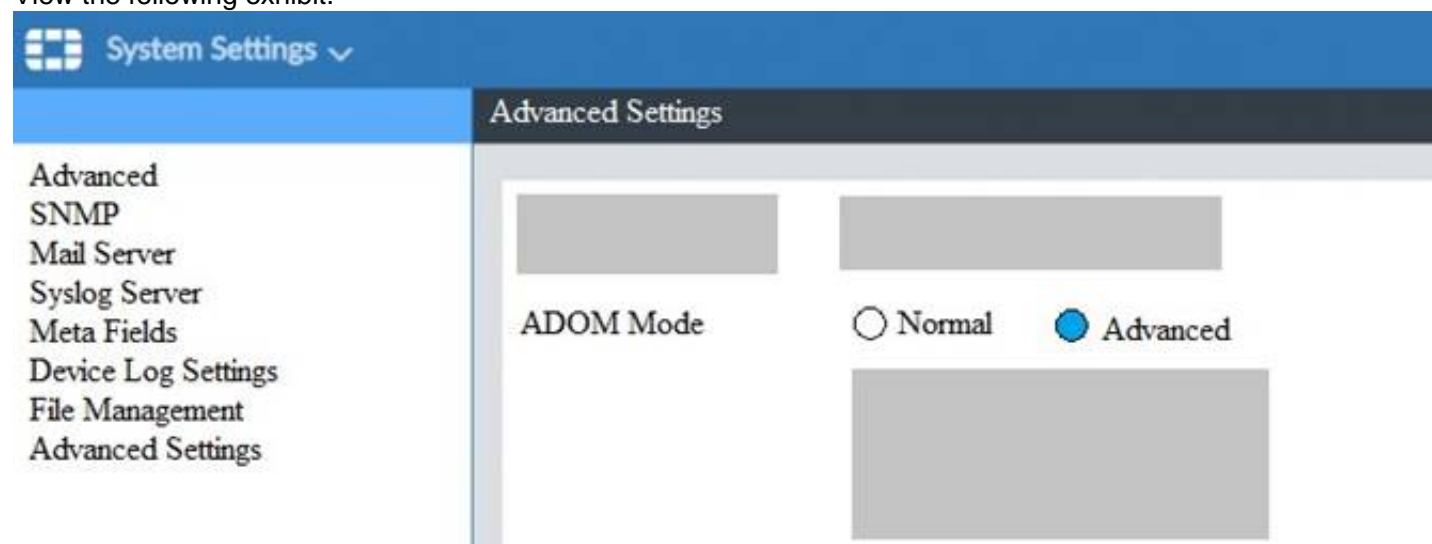 View the following exhibit.
System Settings
Advanced Settings
Advanced
SNMP
Mail Server
Syslog Server
Meta Fields
Device Log Settings
File Management
Advanced Settings
ADOM Mode
Normal
Advanced